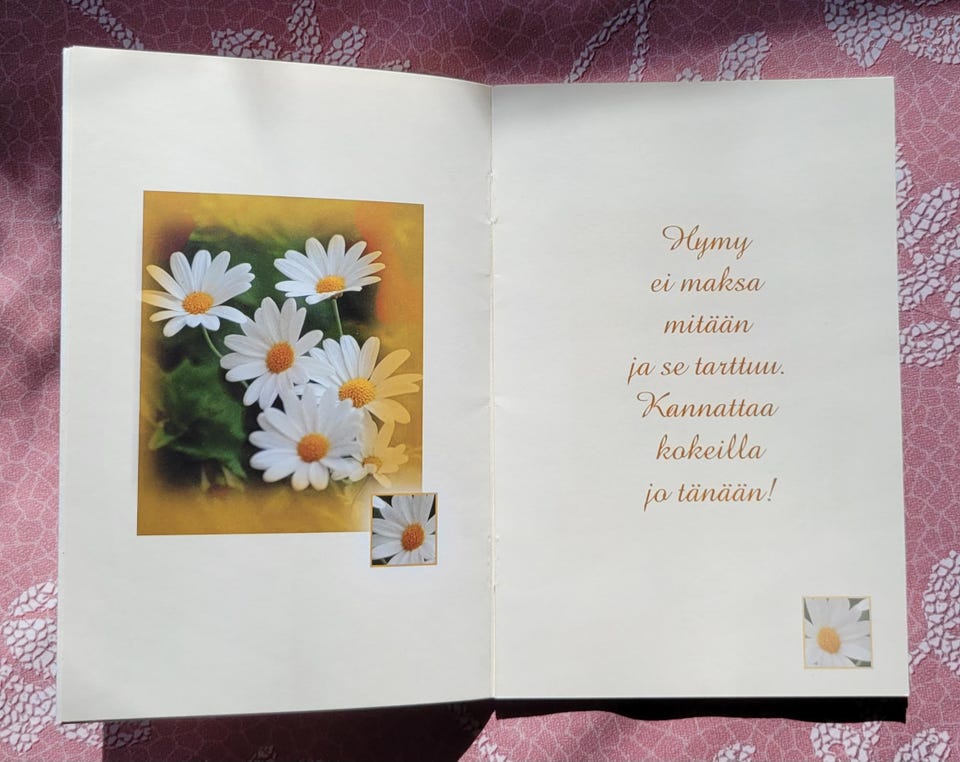 Hymy
ei maksa
mitään
ja se tarttuu.
Kannattaa
kokeilla
jo tänään!